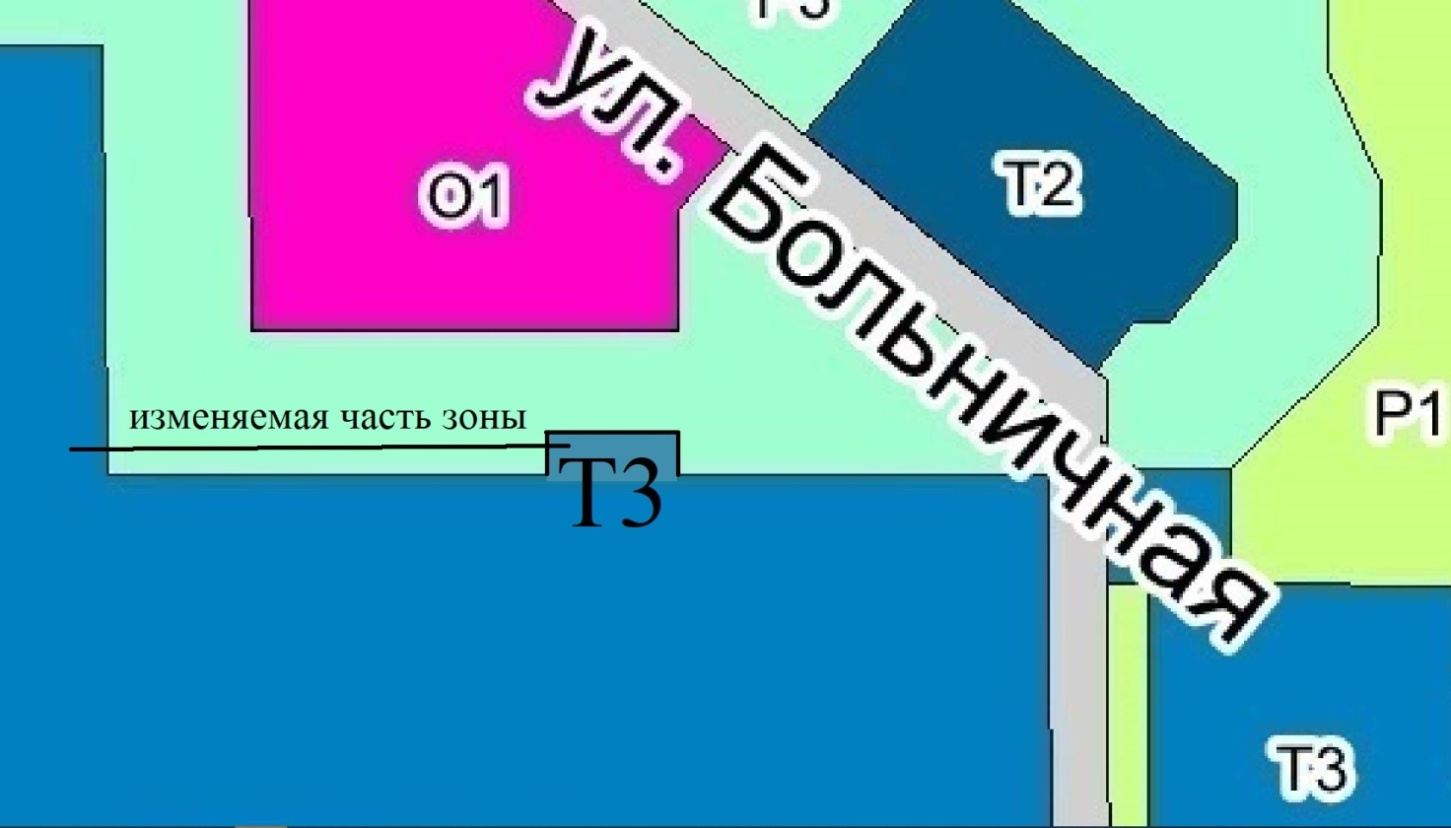 ул. Больничная
О1
Т2
Р1
изменяемая часть зоны
Т3
Т3